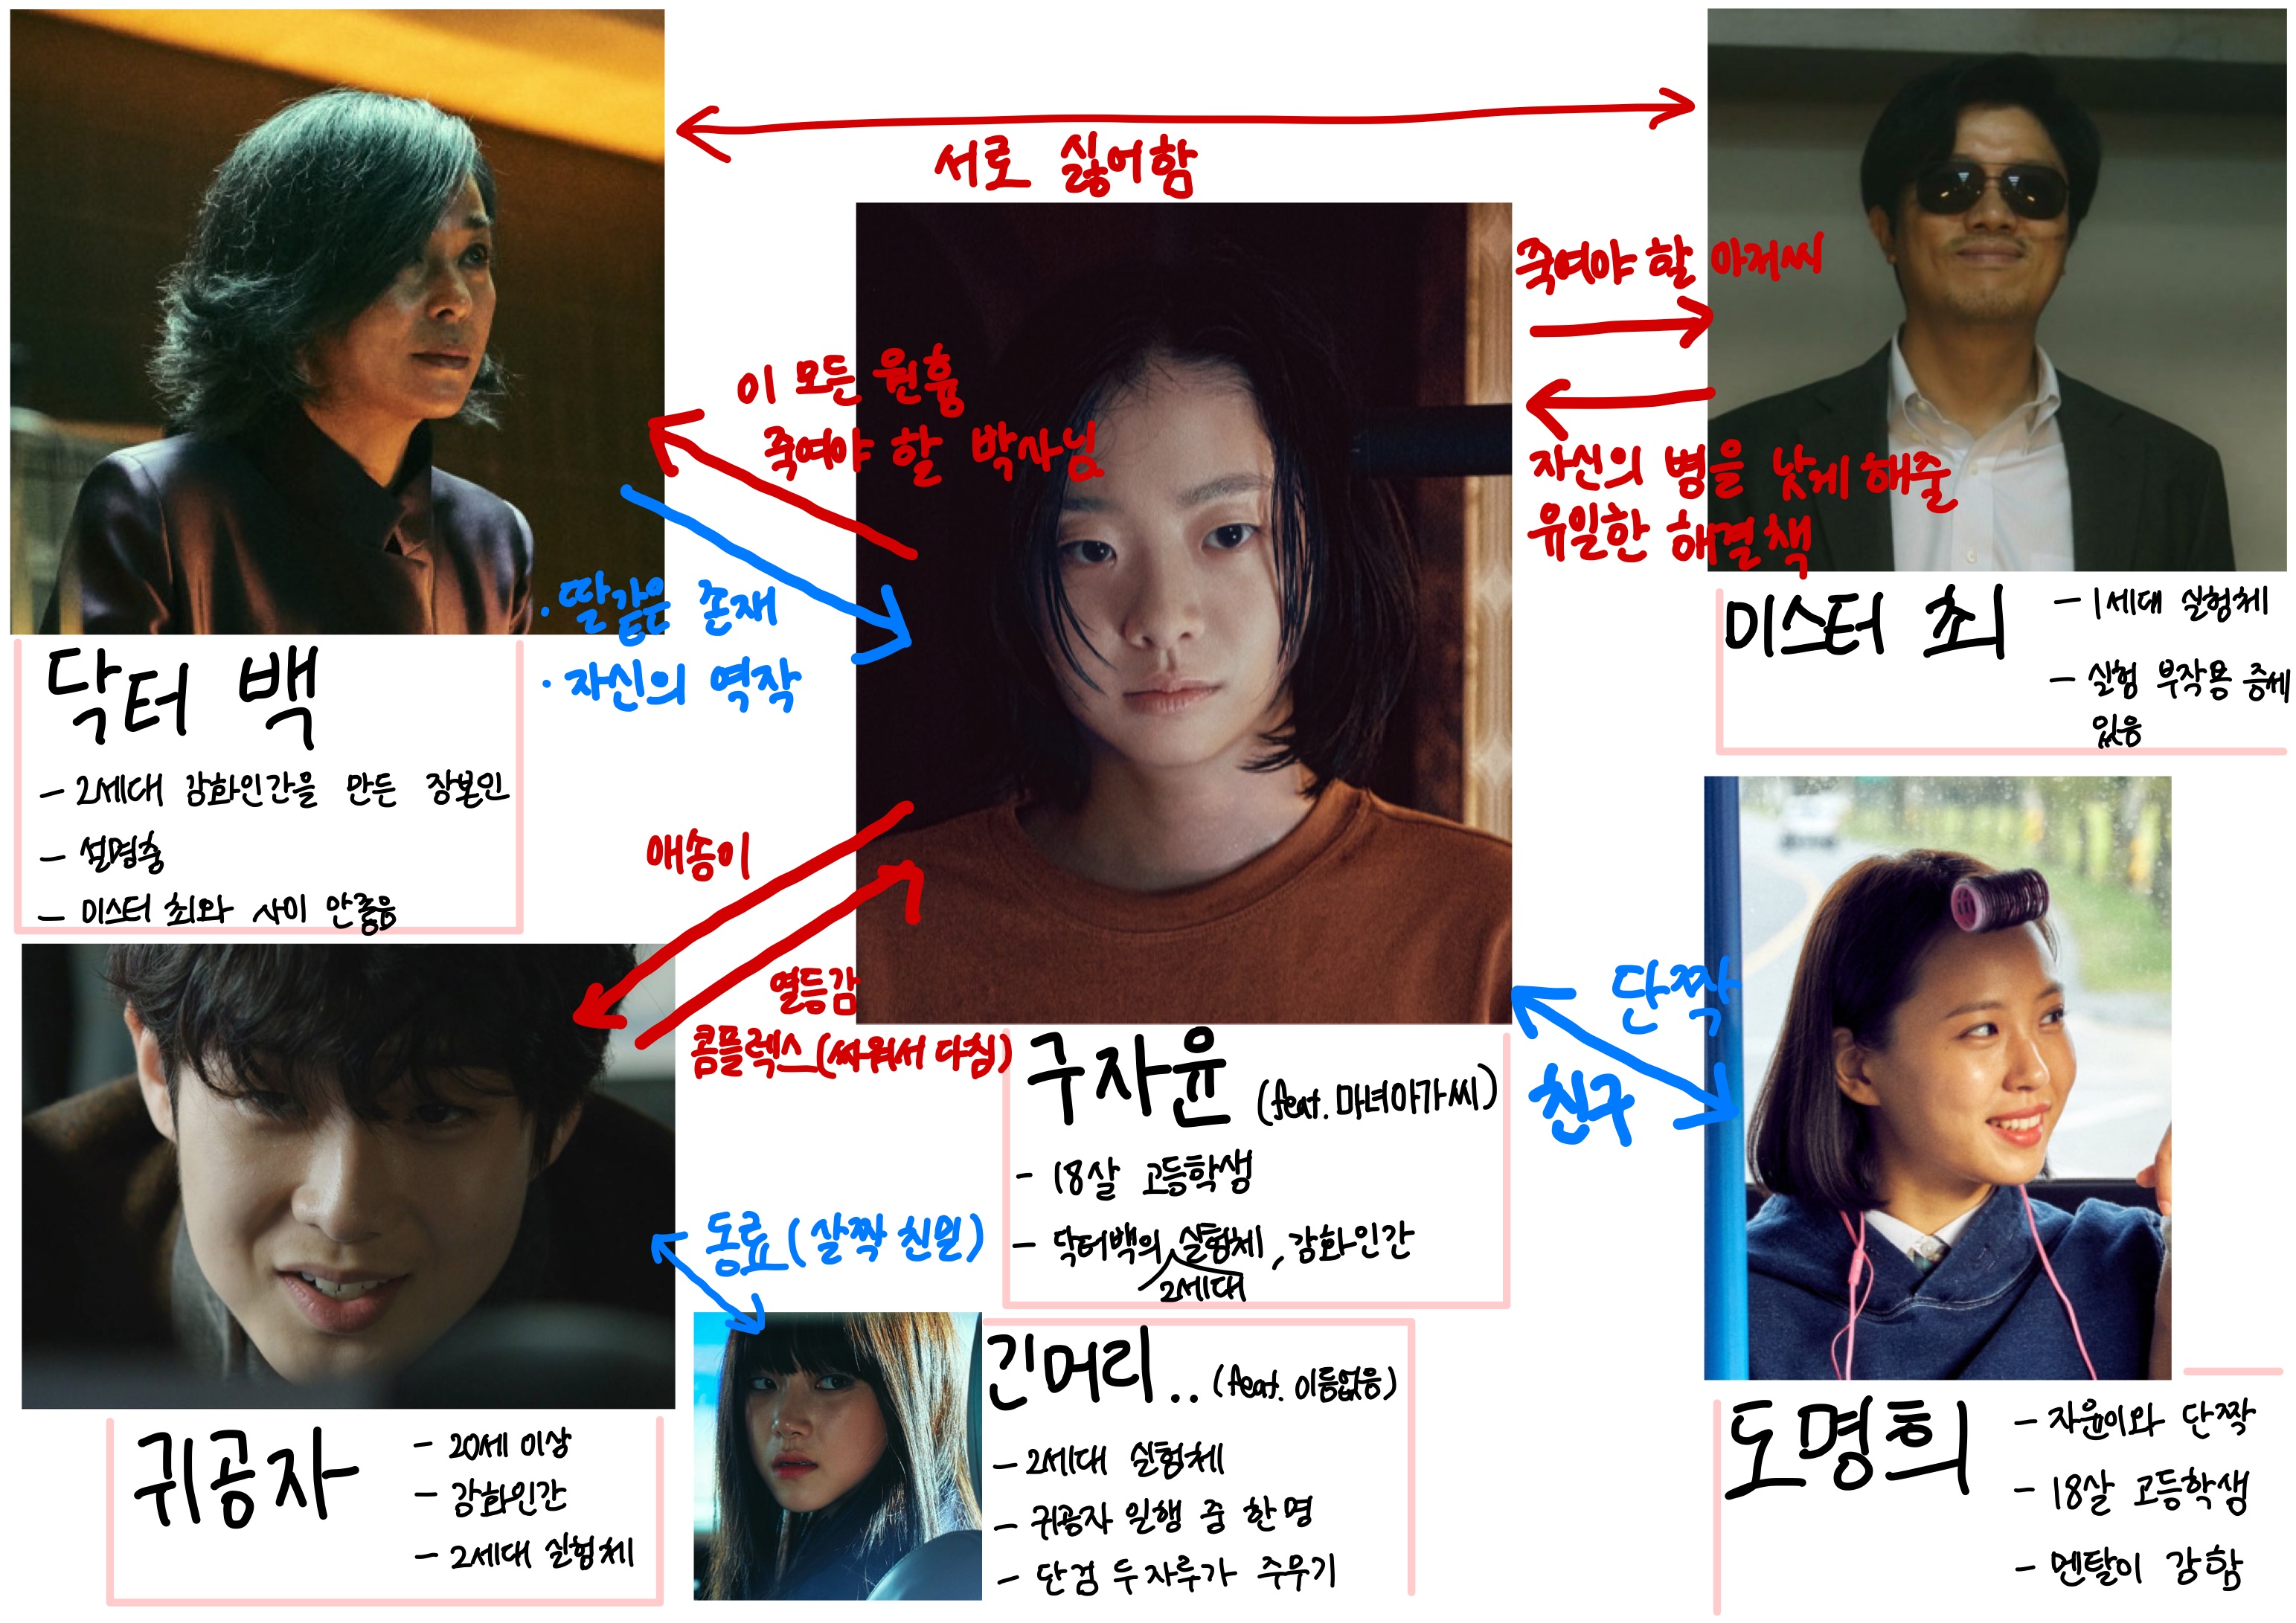 서로 싫어함
죽여야 할 아저씨
이 모든 원흉
죽여야 할 박사님
자신의 병을 낫게 해줄
유일한 해결책
· 딸같은 존재
· 자신의 역작
닥터 백
- 2세대 강화인간을 만든 장본인
- 설명충
- 미스터 최와 사이 안좋음
미스터 최
- 1세대 실험체
- 실험 부작용 증세
있음
애송이
열등감
콤플렉스(싸워서 다침)
단짝
친구
구자윤 (feat. 마녀아가씨)
- 18살 고등학생
- 닥터백의 실험체, 강화인간
2세대
동료 (살짝 친밀)
긴머리.. (feat. 이름없음)
- 2세대 실험체
- 귀공자 일행 중 한명
- 단검 두자루가 주무기
귀공자
- 20세 이상
- 강화인간
- 2세대 실험체
도명희
- 자윤이와 단짝
- 18살 고등학생
- 멘탈이 강함